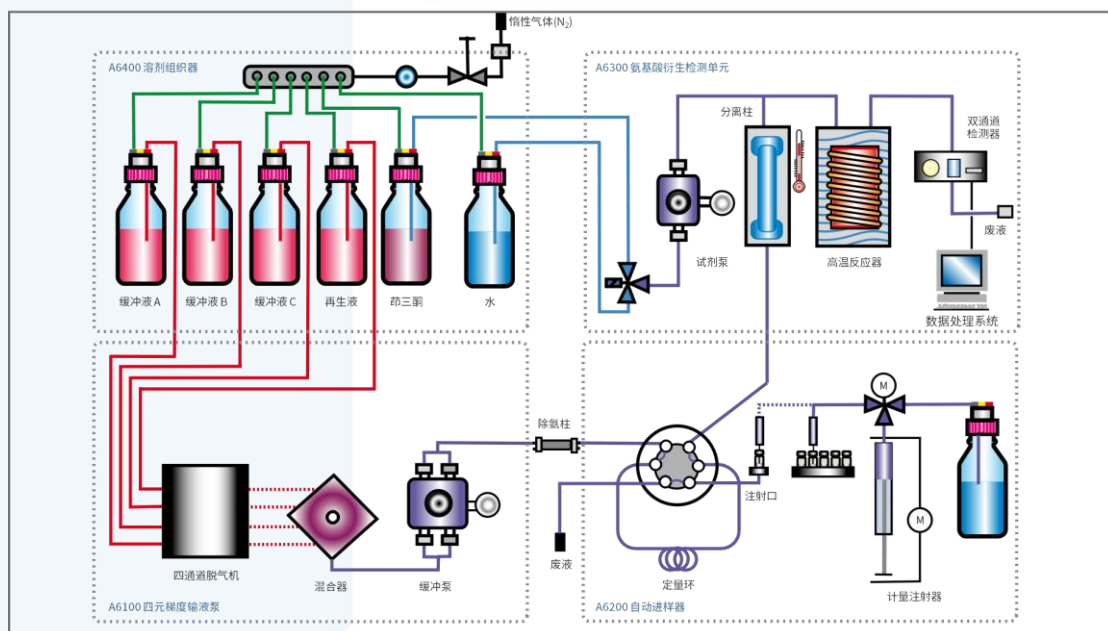 惰性气体(N₂)
A6400 溶剂组织器
缓冲液 A
缓冲液 B
缓冲液 C
再生液
茚三酮
水
A6300 氨基酸衍生检测单元
分离柱
双通道
检测器
试剂泵
高温反应器
废液
数据处理系统
除氨柱
四通道脱气机
混合器
缓冲泵
A6100 四元梯度输液泵
M
注射口
M
废液
定量环
计量注射器
A6200 自动进样器